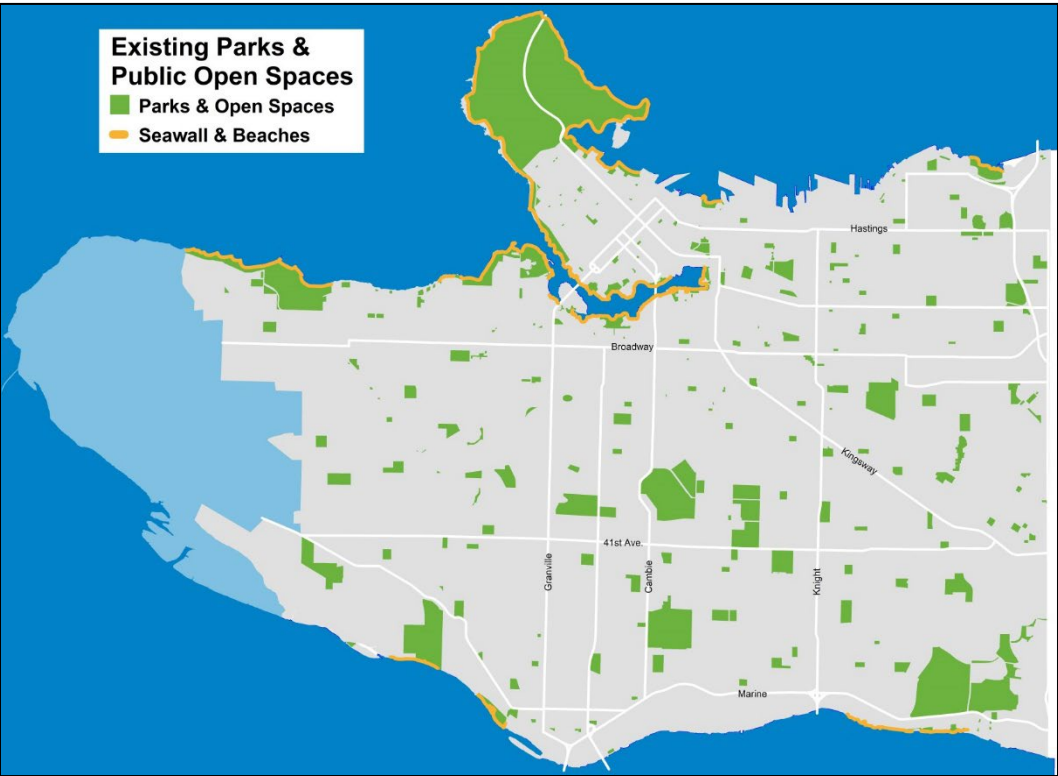 Existing Parks &
Public Open Spaces
Parks & Open Spaces
Seawall & Beaches
Hastings
Broadway
Kingsway
41st Ave.
Granville
Cambie
Knight
Marine